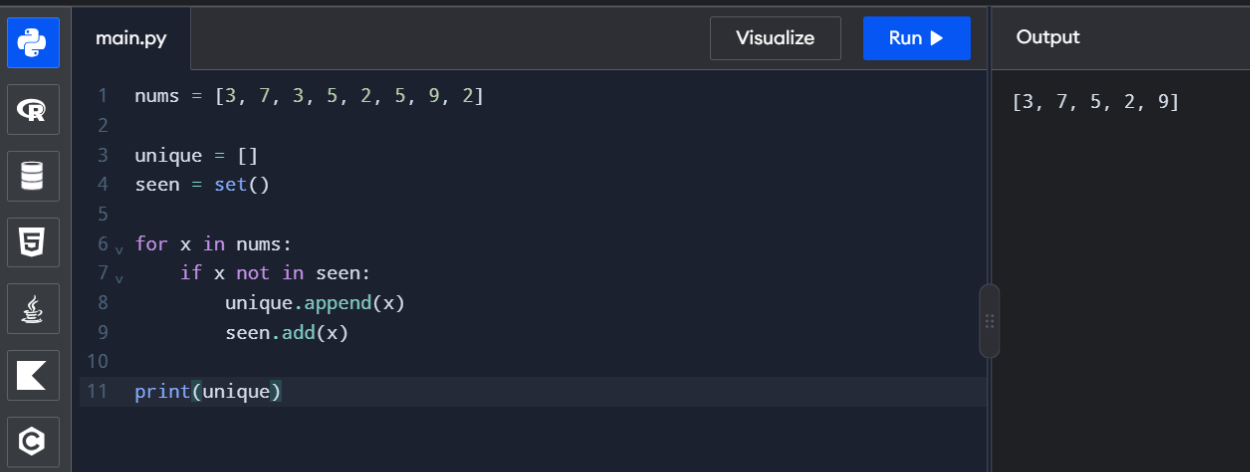 main.py
Visualize
Run
Output
1 nums = [3, 7, 3, 5, 2, 5, 9, 2]
2
3 unique = []
4 seen = set()
5
6 for x in nums:
7     if x not in seen:
8         unique.append(x)
9         seen.add(x)
10
11 print(unique)
[3, 7, 5, 2, 9]
R
5
C